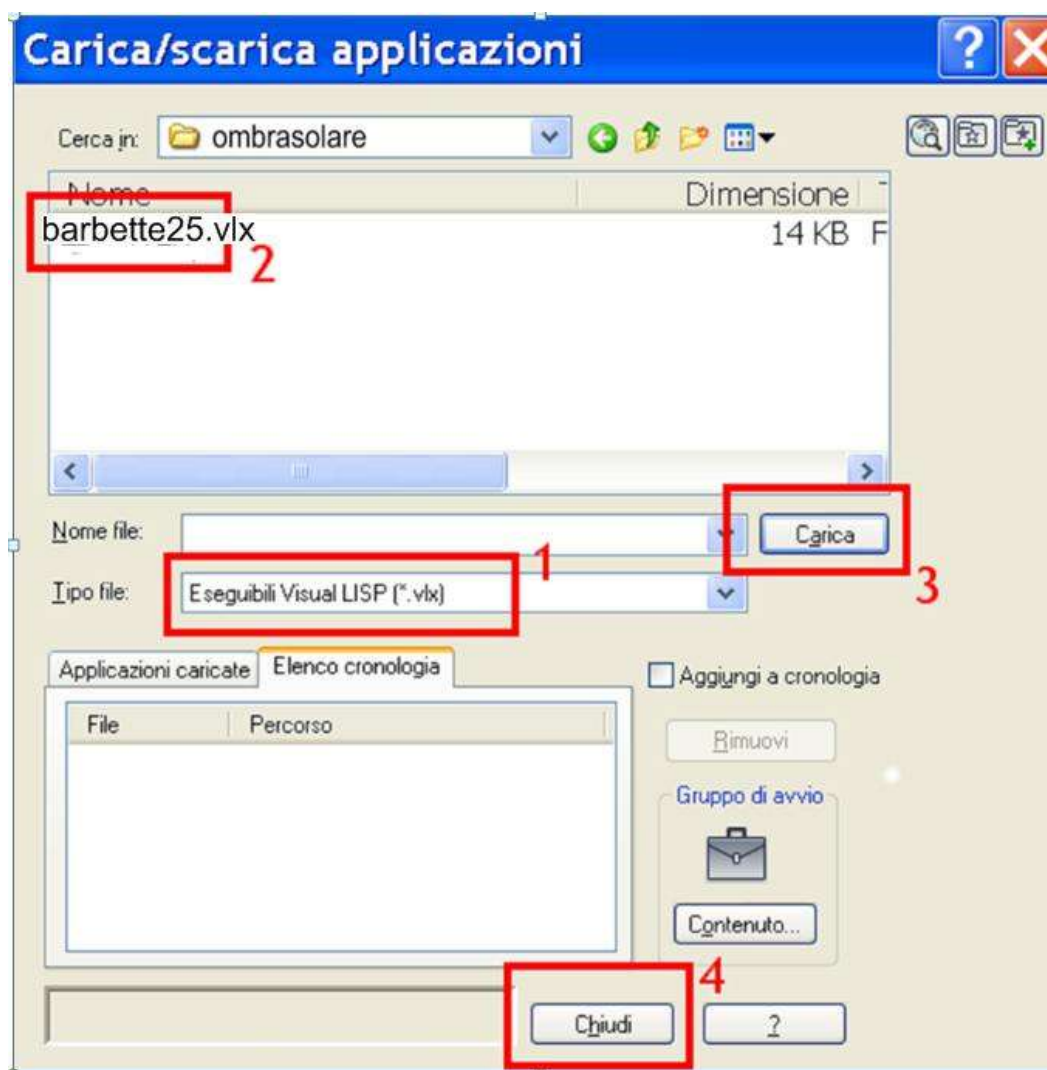 Carica/scarica applicazioni
?
Cerca in: ombrasolare
Nome Dimensione
barbette25.vlx 14 KB F
2
Nome file: Carica
1
3
Tipo file: Eseguibili Visual LISP (*.vlx)
Applicazioni caricate Elenco cronologia Aggiungi a cronologia
File Percorso
Rimuovi
Gruppo di avvio
Contenuto...
4
Chiudi ?